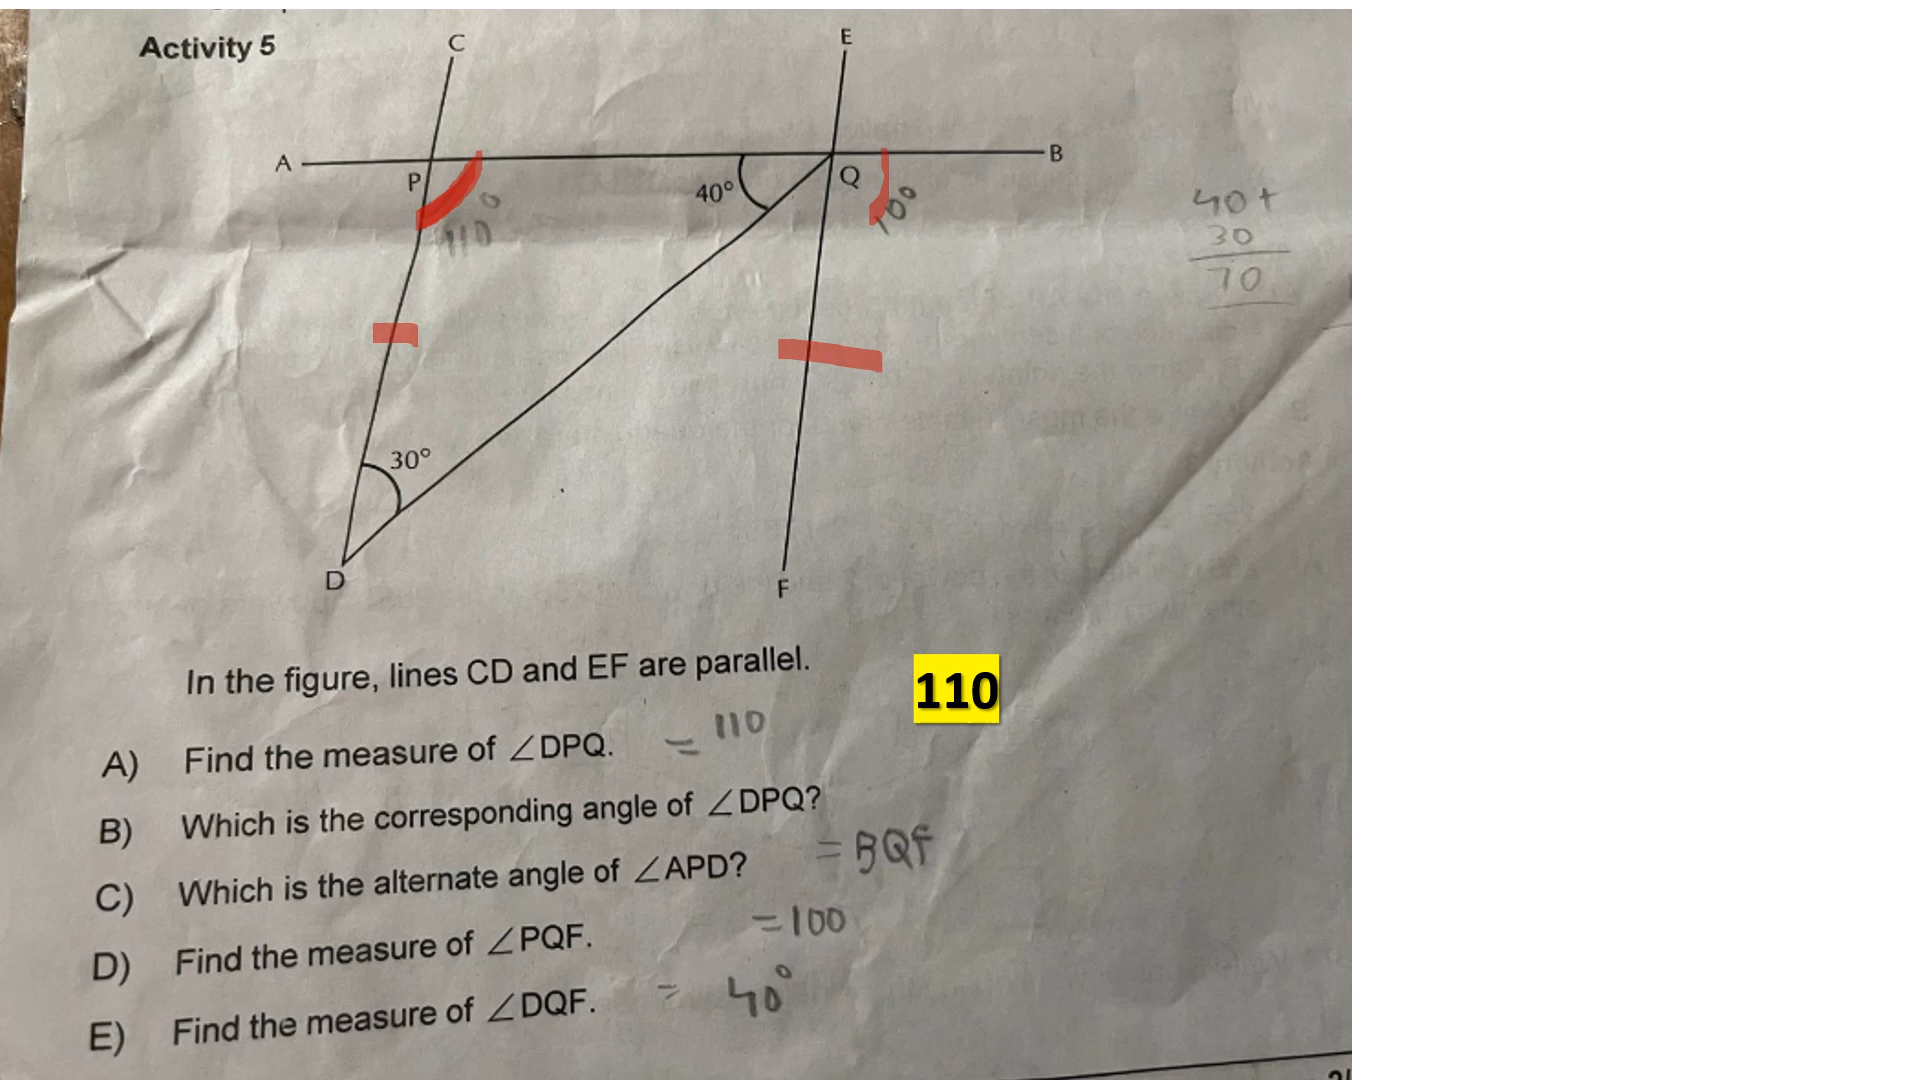 Activity 5
C
E
A
P
40°
Q
B
110°
70°
40+
30
70
30°
D
F
In the figure, lines CD and EF are parallel.
110
A) Find the measure of ∠DPQ. = 110
B) Which is the corresponding angle of ∠DPQ?
= BQF
C) Which is the alternate angle of ∠APD?
D) Find the measure of ∠PQF. = 100
E) Find the measure of ∠DQF. = 40°